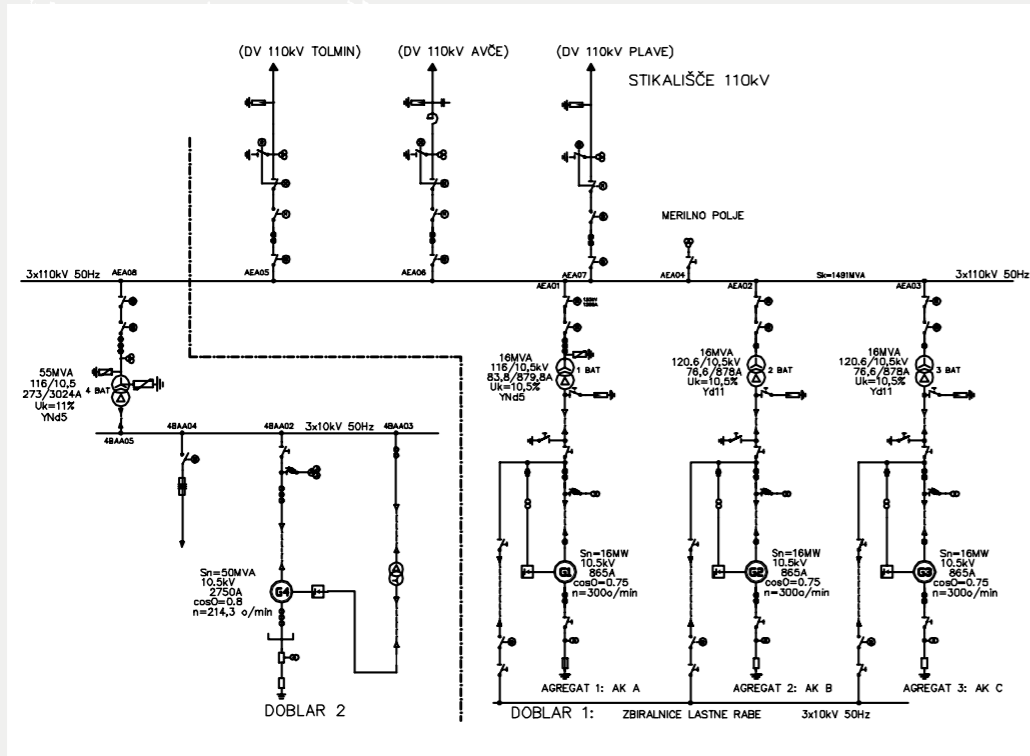 (DV 110kV TOLMIN)
(DV 110kV AVČE)
(DV 110kV PLAVE)
STIKALIŠČE 110kV
MERILNO POLJE
3x110kV 50Hz
AEA08
AEA05
AEA06
AEA07
AEA04
Sk=1491MVA
3x110kV 50Hz
AEA01
AEA02
AEA03
55MVA
116/10,5
273/3024A
Uk=11%
YNd5
4 BAT
16MVA
116/10,5kV
83,8/879,8A
Uk=10,5%
YNd5
1 BAT
16MVA
120.6/10,5kV
76,6/878A
Uk=10,5%
Yd11
2 BAT
16MVA
120.6/10,5kV
76,6/878A
Uk=10,5%
Yd11
3 BAT
4BAA05
4BAA04
4BAA02
3x10kV 50Hz
4BAA03
Sn=50MVA
10.5kV
2750A
cosO=0.8
n=214,3 o/min
G4
Sn=16MW
10.5kV
865A
cosO=0.75
n=300o/min
G1
Sn=16MW
10.5kV
865A
cosO=0.75
n=300o/min
G2
Sn=16MW
10.5kV
865A
cosO=0.75
n=300o/min
G3
AGREGAT 1: AK A
AGREGAT 2: AK B
AGREGAT 3: AK C
DOBLAR 2
DOBLAR 1:
ZBIRALNICE LASTNE RABE
3x10kV 50Hz